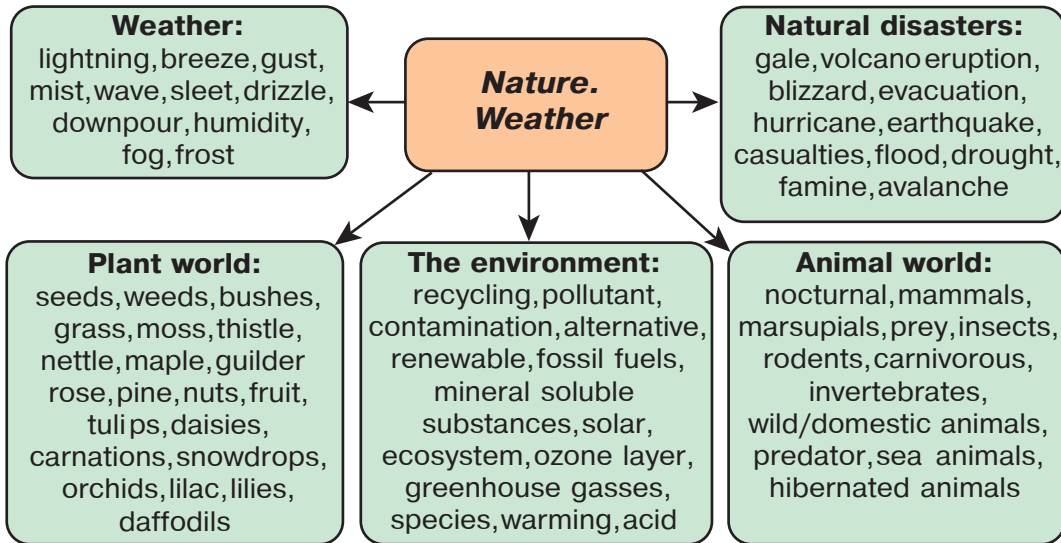 Weather:
lightning, breeze, gust,
mist, wave, sleet, drizzle,
downpour, humidity,
fog, frost
Nature.
Weather
Natural disasters:
gale, volcano eruption,
blizzard, evacuation,
hurricane, earthquake,
casualties, flood, drought,
famine, avalanche
Plant world:
seeds, weeds, bushes,
grass, moss, thistle,
nettle, maple, guilder
rose, pine, nuts, fruit,
tulips, daisies,
carnations, snowdrops,
orchids, lilac, lilies,
daffodils
The environment:
recycling, pollutant,
contamination, alternative,
renewable, fossil fuels,
mineral soluble
substances, solar,
ecosystem, ozone layer,
greenhouse gasses,
species, warming, acid
Animal world:
nocturnal, mammals,
marsupials, prey, insects,
rodents, carnivorous,
invertebrates,
wild/domestic animals,
predator, sea animals,
hibernated animals